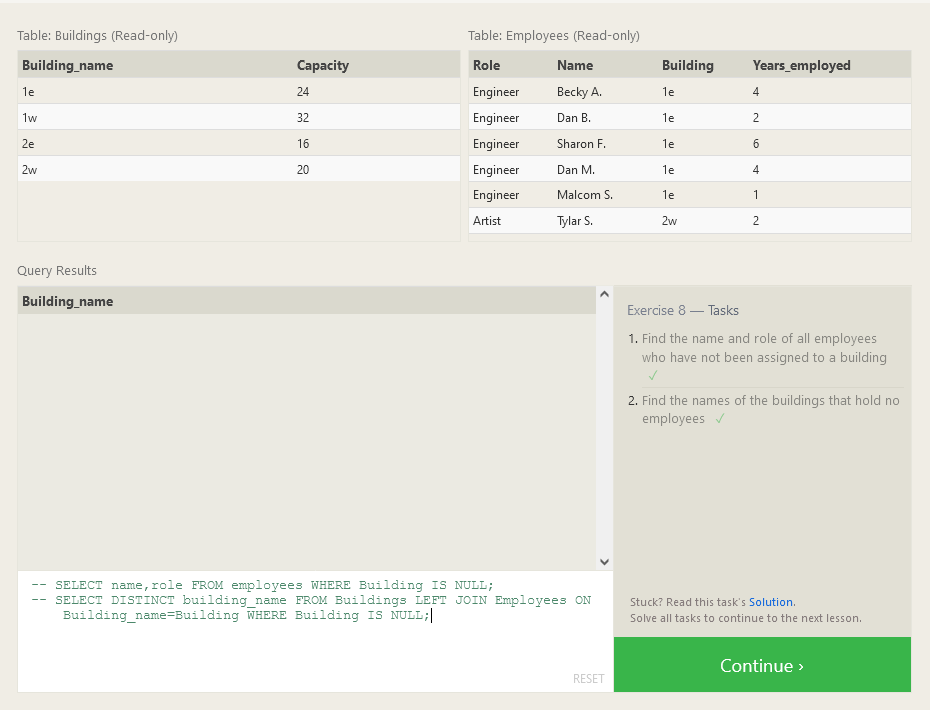 Table: Buildings (Read-only)
Building_name Capacity
1e 24
1w 32
2e 16
2w 20
Table: Employees (Read-only)
Role Name Building Years_employed
Engineer Becky A. 1e 4
Engineer Dan B. 1e 2
Engineer Sharon F. 1e 6
Engineer Dan M. 1e 4
Engineer Malcom S. 1e 1
Artist Tylar S. 2w 2
Query Results
Building_name
-- SELECT name,role FROM employees WHERE Building IS NULL;
-- SELECT DISTINCT building_name FROM Buildings LEFT JOIN Employees ON
Building_name=Building WHERE Building IS NULL;
RESET
Exercise 8 — Tasks
1. Find the name and role of all employees
who have not been assigned to a building
✓
2. Find the names of the buildings that hold no
employees ✓
Stuck? Read this task's Solution.
Solve all tasks to continue to the next lesson.
Continue ›